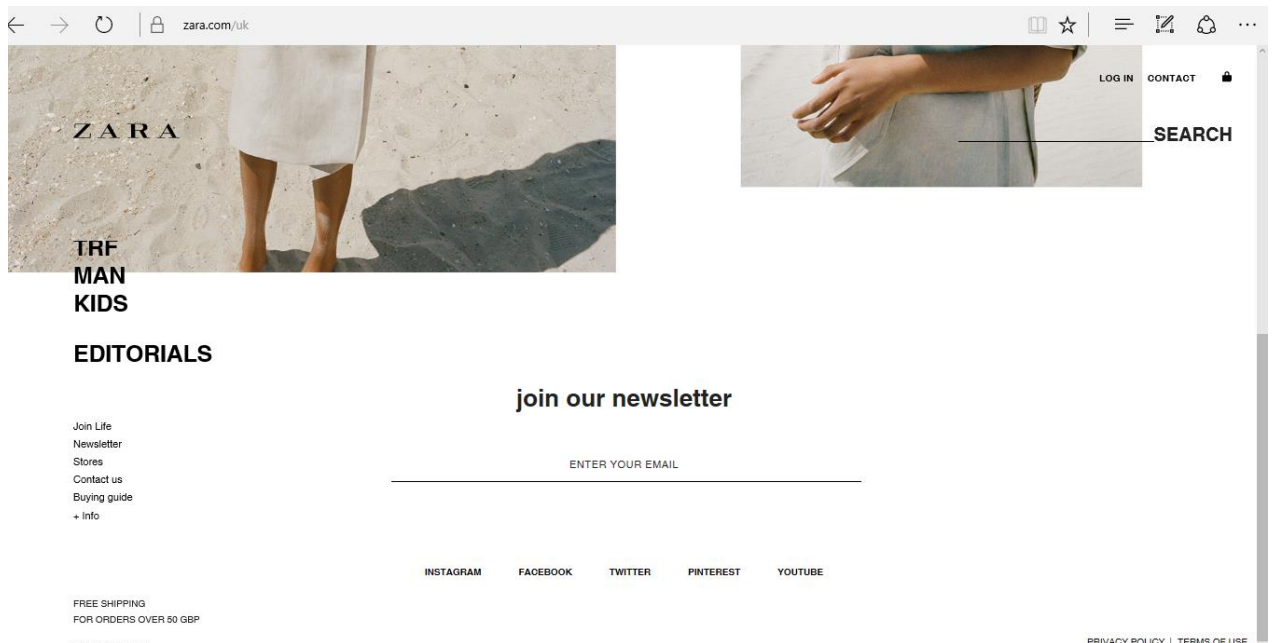 zara.com/uk
LOG IN CONTACT
ZARA
SEARCH
TRF
MAN
KIDS
EDITORIALS
join our newsletter
Join Life
Newsletter
Stores
Contact us
Buying guide
+ Info
ENTER YOUR EMAIL
INSTAGRAM FACEBOOK TWITTER PINTEREST YOUTUBE
FREE SHIPPING
FOR ORDERS OVER 50 GBP
PRIVACY POLICY | TERMS OF USE